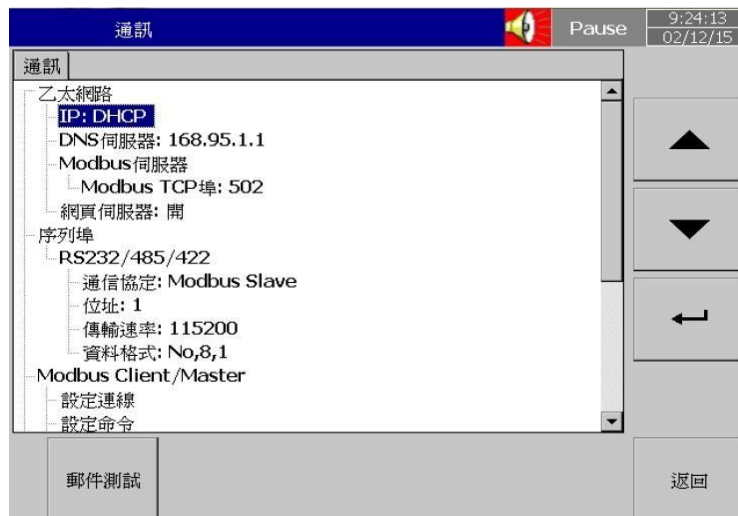 通訊
Pause
9:24:13
02/12/15
通訊
乙太網路
IP: DHCP
DNS伺服器: 168.95.1.1
Modbus伺服器
Modbus TCP埠: 502
網頁伺服器: 開
序列埠
RS232/485/422
通信協定: Modbus Slave
位址: 1
傳輸速率: 115200
資料格式: No,8,1
Modbus Client/Master
設定連線
設定命令
郵件測試
返回